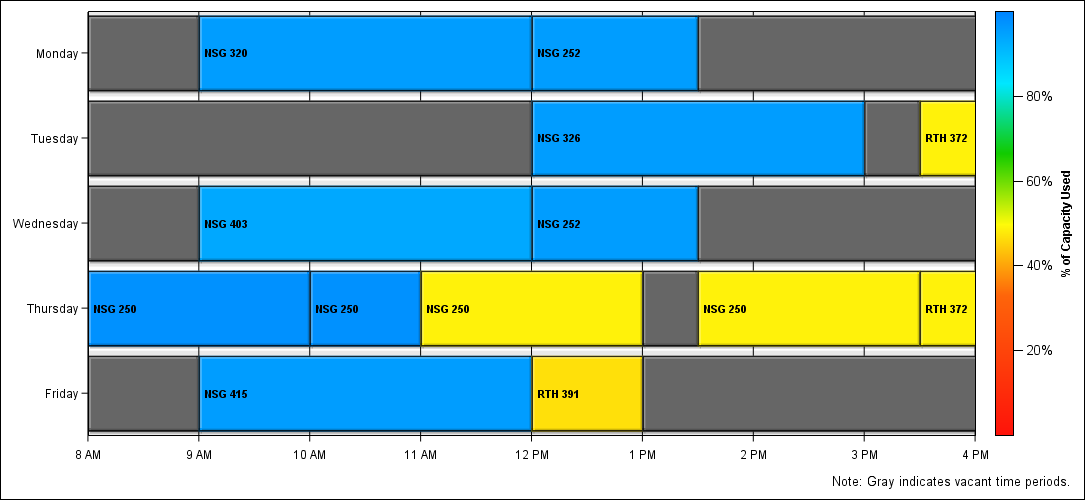 Monday
NSG 320
NSG 252
Tuesday
NSG 326
RTH 372
Wednesday
NSG 403
NSG 252
Thursday
NSG 250
NSG 250
NSG 250
NSG 250
RTH 372
Friday
NSG 415
RTH 391
8 AM
9 AM
10 AM
11 AM
12 PM
1 PM
2 PM
3 PM
4 PM
80%
60%
40%
20%
% of Capacity Used
Note: Gray indicates vacant time periods.